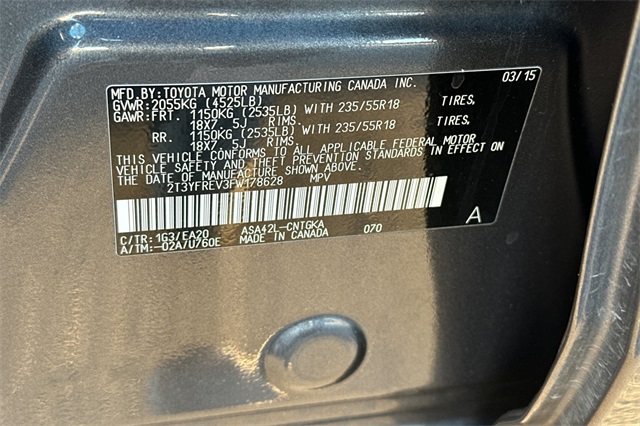 MFD.BY:TOYOTA MOTOR MANUFACTURING CANADA INC. 03/15
GVWR:2055KG (4525LB)
GAWR:FRT. 1150KG (2535LB) WITH 235/55R18 TIRES,
18X7 5J RIMS.
RR. 1150KG (2535LB) WITH 235/55R18 TIRES,
18X7 5J RIMS.
THIS VEHICLE CONFORMS TO ALL APPLICABLE FEDERAL MOTOR
VEHICLE SAFETY AND THEFT PREVENTION STANDARDS IN EFFECT ON
THE DATE OF MANUFACTURE SHOWN ABOVE.
2T3YFREV3FW178628 MPV
A
C/TR:1G3/EA20 ASA42L-CNTGKA 070
A/TM:-02A/U760E MADE IN CANADA